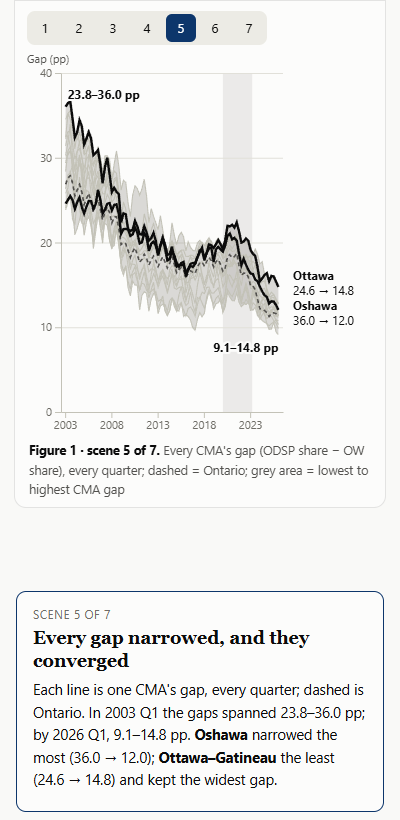 1 2 3 4 5 6 7
Gap (pp)
40
23.8–36.0 pp
30
20
Ottawa
24.6 → 14.8
Oshawa
36.0 → 12.0
10
9.1–14.8 pp
0
2003 2008 2013 2018 2023
Figure 1 · scene 5 of 7. Every CMA's gap (ODSP share − OW
share), every quarter; dashed = Ontario; grey area = lowest to
highest CMA gap
SCENE 5 OF 7
Every gap narrowed, and they
converged
Each line is one CMA's gap, every quarter; dashed is
Ontario. In 2003 Q1 the gaps spanned 23.8–36.0 pp;
by 2026 Q1, 9.1–14.8 pp. Oshawa narrowed the
most (36.0 → 12.0); Ottawa–Gatineau the least
(24.6 → 14.8) and kept the widest gap.